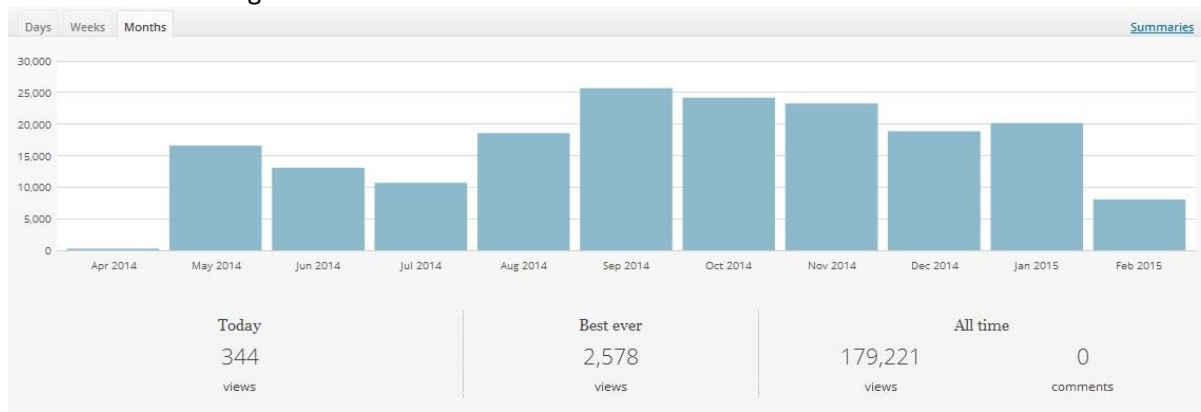 Days Weeks Months Summaries
30,000
25,000
20,000
15,000
10,000
5,000
0
Apr 2014 May 2014 Jun 2014 Jul 2014 Aug 2014 Sep 2014 Oct 2014 Nov 2014 Dec 2014 Jan 2015 Feb 2015
Today Best ever All time
344 2,578 179,221 0
views views views comments